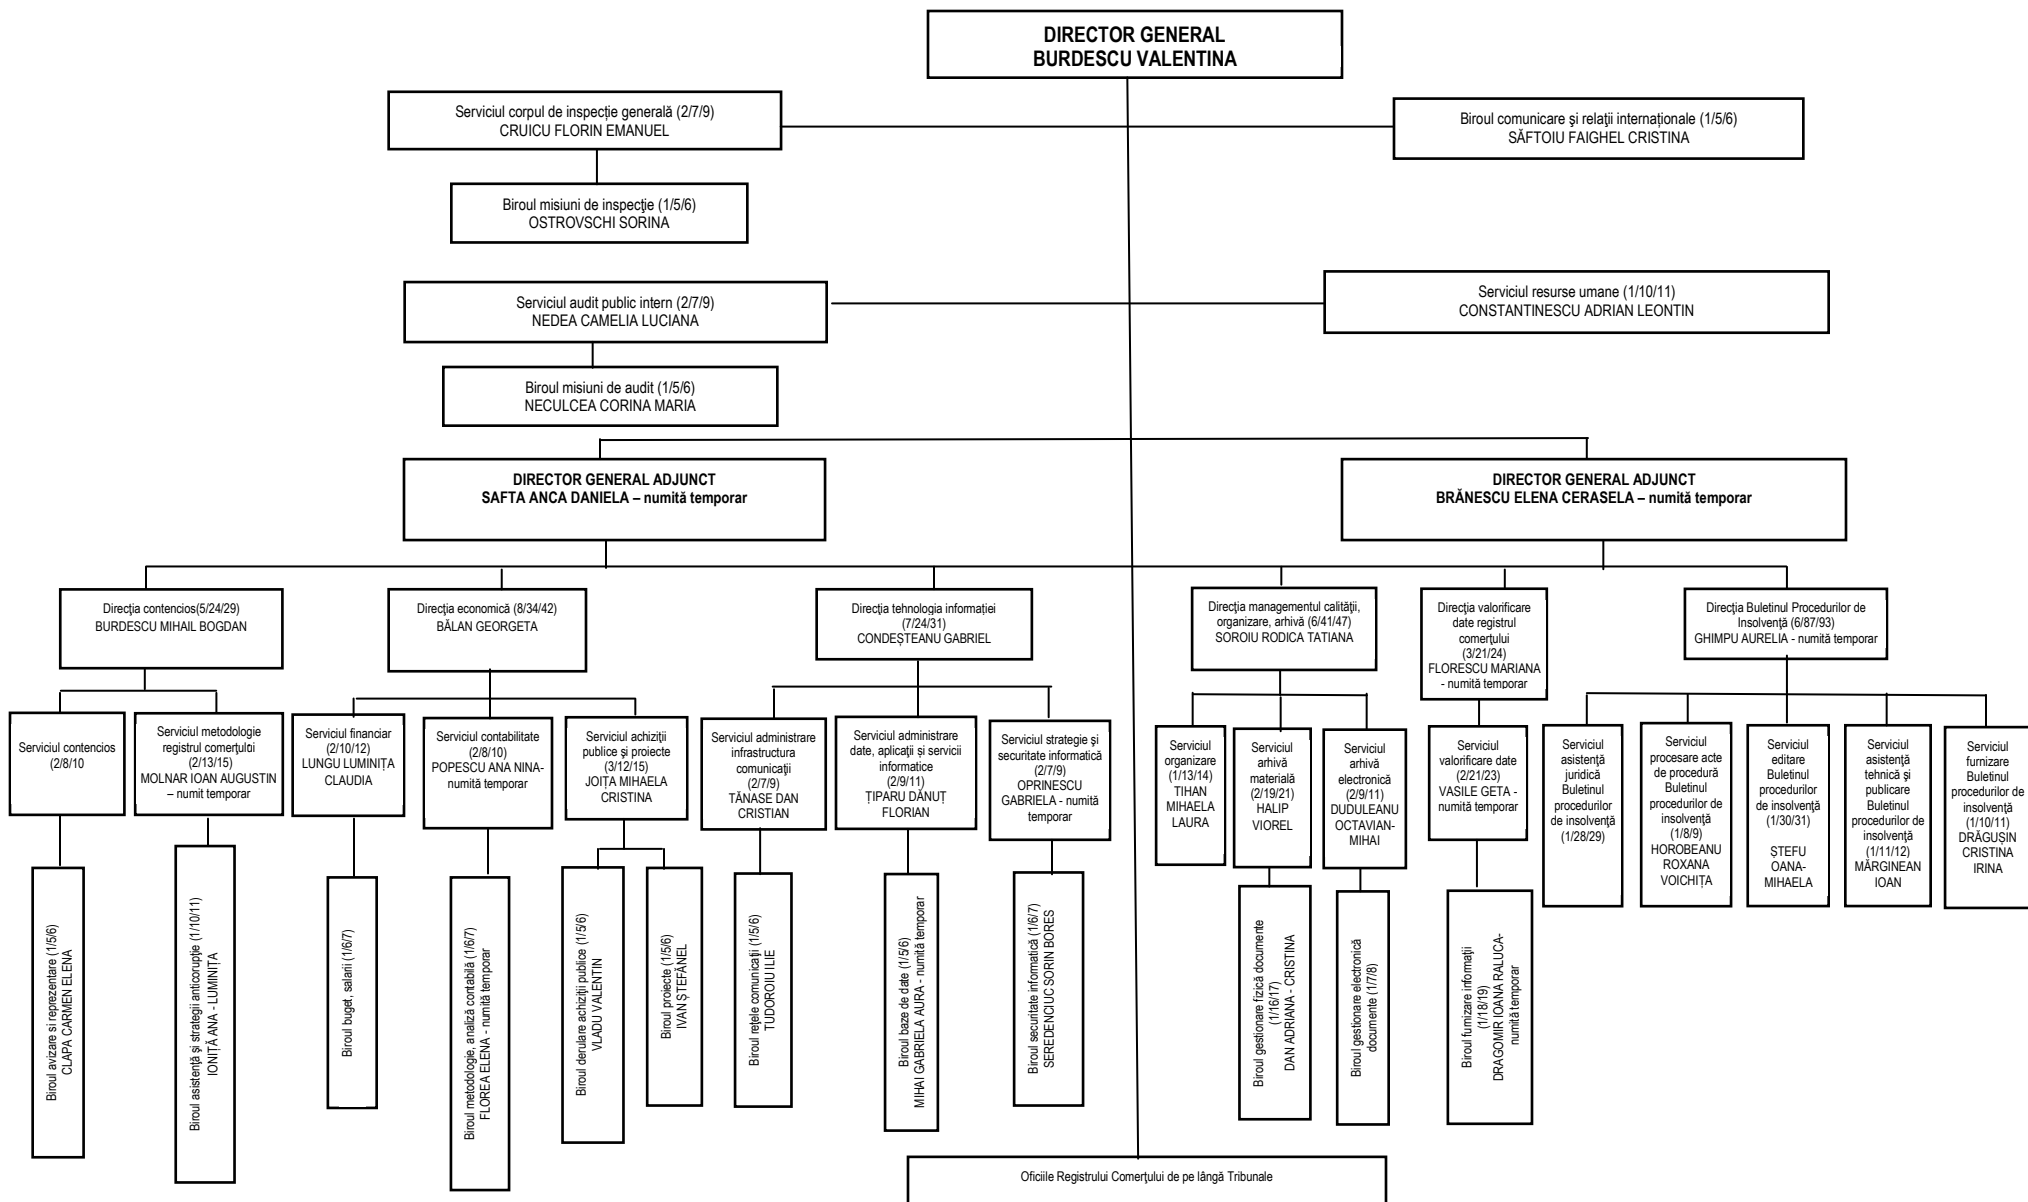 DIRECTOR GENERAL
BURDESCU VALENTINA
Serviciul corpul de inspecție generală (2/7/9)
CRUICU FLORIN EMANUEL
Biroul comunicare şi relaţii internaționale (1/5/6)
SĂFTOIU FAIGHEL CRISTINA
Biroul misiuni de inspecţie (1/5/6)
OSTROVSCHI SORINA
Serviciul audit public intern (2/7/9)
NEDEA CAMELIA LUCIANA
Serviciul resurse umane (1/10/11)
CONSTANTINESCU ADRIAN LEONTIN
Biroul misiuni de audit (1/5/6)
NECULCEA CORINA MARIA
DIRECTOR GENERAL ADJUNCT
SAFTA ANCA DANIELA – numită temporar
DIRECTOR GENERAL ADJUNCT
BRĂNESCU ELENA CERASELA – numită temporar
Direcţia contencios(5/24/29)
BURDESCU MIHAIL BOGDAN
Direcţia economică (8/34/42)
BĂLAN GEORGETA
Direcţia tehnologia informației
(7/24/31)
CONDEȘTEANU GABRIEL
Direcţia managementul calităţii,
organizare, arhivă (6/41/47)
SOROIU RODICA TATIANA
Direcţia valorificare
date registrul
comerţului
(3/21/24)
FLORESCU MARIANA
- numită temporar
Direcţia Buletinul Procedurilor de
Insolvenţă (6/87/93)
GHIMPU AURELIA - numită temporar
Serviciul contencios
(2/8/10
Serviciul metodologie
registrul comerţului
(2/13/15)
MOLNAR IOAN AUGUSTIN
– numit temporar
Serviciul financiar
(2/10/12)
LUNGU LUMINIȚA
CLAUDIA
Serviciul contabilitate
(2/8/10)
POPESCU ANA NINA-
numită temporar
Serviciul achiziţii
publice şi proiecte
(3/12/15)
JOIȚA MIHAELA
CRISTINA
Serviciul administrare
infrastructura
comunicaţii
(2/7/9)
TĂNASE DAN
CRISTIAN
Serviciul administrare
date, aplicaţii și servicii
informatice
(2/9/11)
ȚIPARU DĂNUȚ
FLORIAN
Serviciul strategie şi
securitate informatică
(2/7/9)
OPRINESCU
GABRIELA - numită
temporar
Serviciul
organizare
(1/13/14)
TIHAN
MIHAELA
LAURA
Serviciul
arhivă
materială
(2/19/21)
HALIP
VIOREL
Serviciul
arhivă
electronică
(2/9/11)
DUDULEANU
OCTAVIAN-
MIHAI
Serviciul
valorificare date
(2/21/23)
VASILE GETA -
numită temporar
Serviciul
asistenţă
juridică
Buletinul
procedurilor
de insolvenţă
(1/28/29)
Serviciul
procesare acte
de procedură
Buletinul
procedurilor de
insolvenţă
(1/8/9)
HOROBEANU
ROXANA
VOICHIȚA
Serviciul
editare
Buletinul
procedurilor
de insolvenţă
(1/30/31)
ȘTEFU
OANA-
MIHAELA
Serviciul
asistenţă
tehnică şi
publicare
Buletinul
procedurilor de
insolvenţă
(1/11/12)
MĂRGINEAN
IOAN
Serviciul
furnizare
Buletinul
procedurilor de
insolvenţă
(1/10/11)
DRĂGUȘIN
CRISTINA
IRINA
Biroul avizare si reprezentare (1/5/6)
CLAPA CARMEN ELENA
Biroul asistenţă şi strategii anticorupţie (1/10/11)
IONIȚĂ ANA - LUMINIȚA
Biroul buget, salarii (1/6/7)
Biroul metodologie, analiză contabilă (1/6/7)
FLOREA ELENA - numită temporar
Biroul derulare achiziţii publice (1/5/6)
VLADU VALENTIN
Biroul proiecte (1/5/6)
IVAN ȘTEFĂNEL
Biroul reţele comunicaţii (1/5/6)
TUDOROIU ILIE
Biroul baze de date (1/5/6)
MIHAI GABRIELA AURA - numită temporar
Biroul securitate informatică (1/6/7)
SEREDENCIUC SORIN BORES
Biroul gestionare fizică documente
(1/16/17)
DAN ADRIANA - CRISTINA
Biroul gestionare electronică
documente (1/7/8)
Biroul furnizare informaţii
(1/18/19)
DRAGOMIR IOANA RALUCA-
numită temporar
Oficiile Registrului Comerţului de pe lângă Tribunale